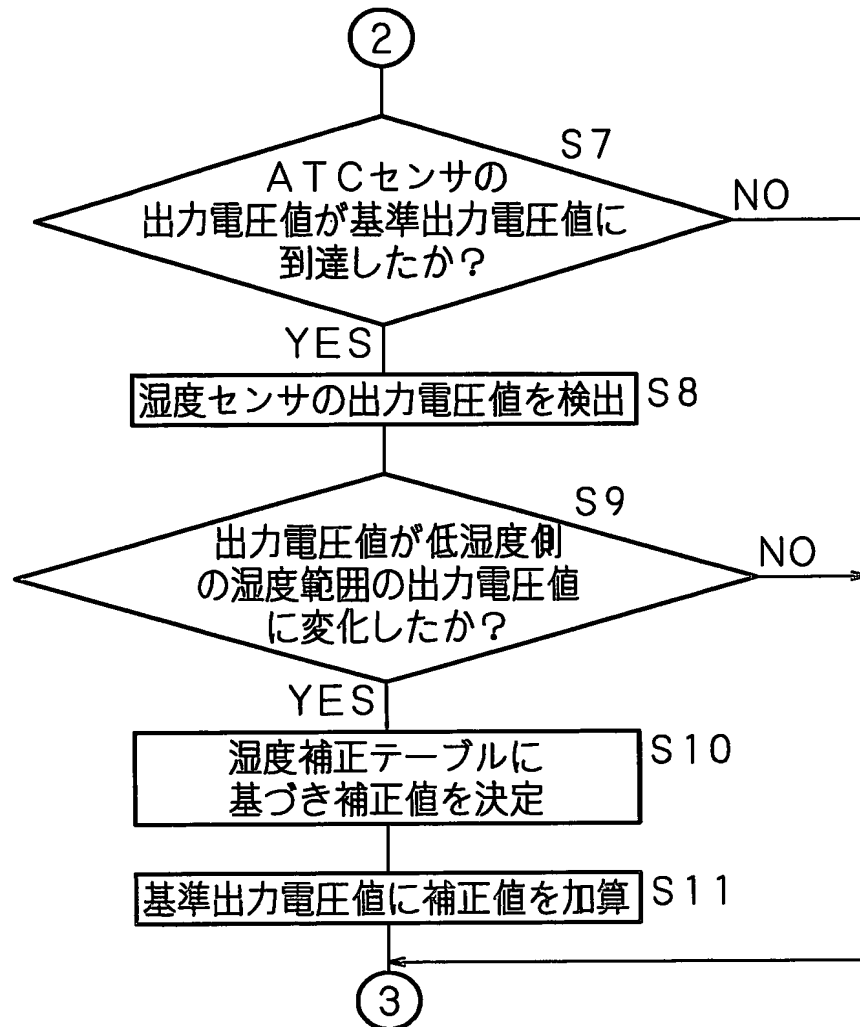 ②
S7
ATCセンサの
出力電圧値が基準出力電圧値に
到達したか?
NO
YES
湿度センサの出力電圧値を検出
S8
S9
出力電圧値が低湿度側
の湿度範囲の出力電圧値
に変化したか?
NO
YES
湿度補正テーブルに
基づき補正値を決定
S10
基準出力電圧値に補正値を加算
S11
③